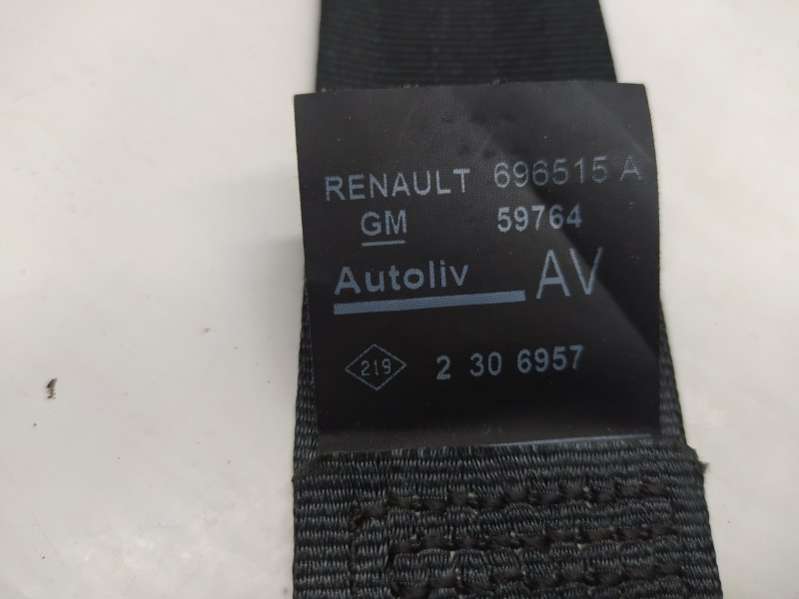 RENAULT 696515 A
GM 59764
Autoliv AV
219 2 30 6957